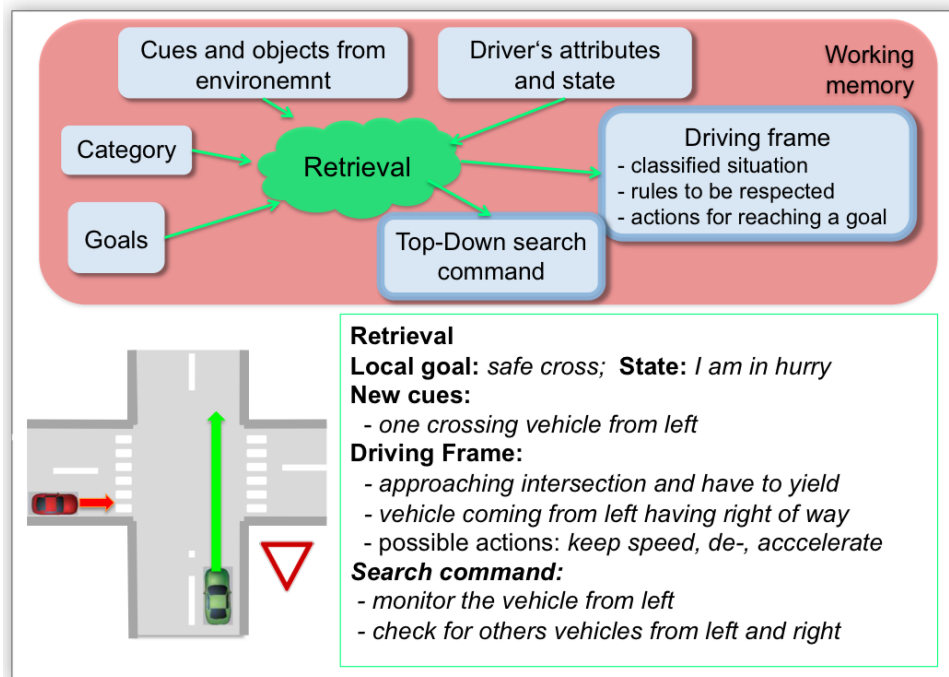 Cues and objects from
environemnt
Driver‘s attributes
and state
Working
memory
Category
Retrieval
Driving frame
- classified situation
- rules to be respected
- actions for reaching a goal
Goals
Top-Down search
command
Retrieval
Local goal: safe cross; State: I am in hurry
New cues:
- one crossing vehicle from left
Driving Frame:
- approaching intersection and have to yield
- vehicle coming from left having right of way
- possible actions: keep speed, de-, acccelerate
Search command:
- monitor the vehicle from left
- check for others vehicles from left and right